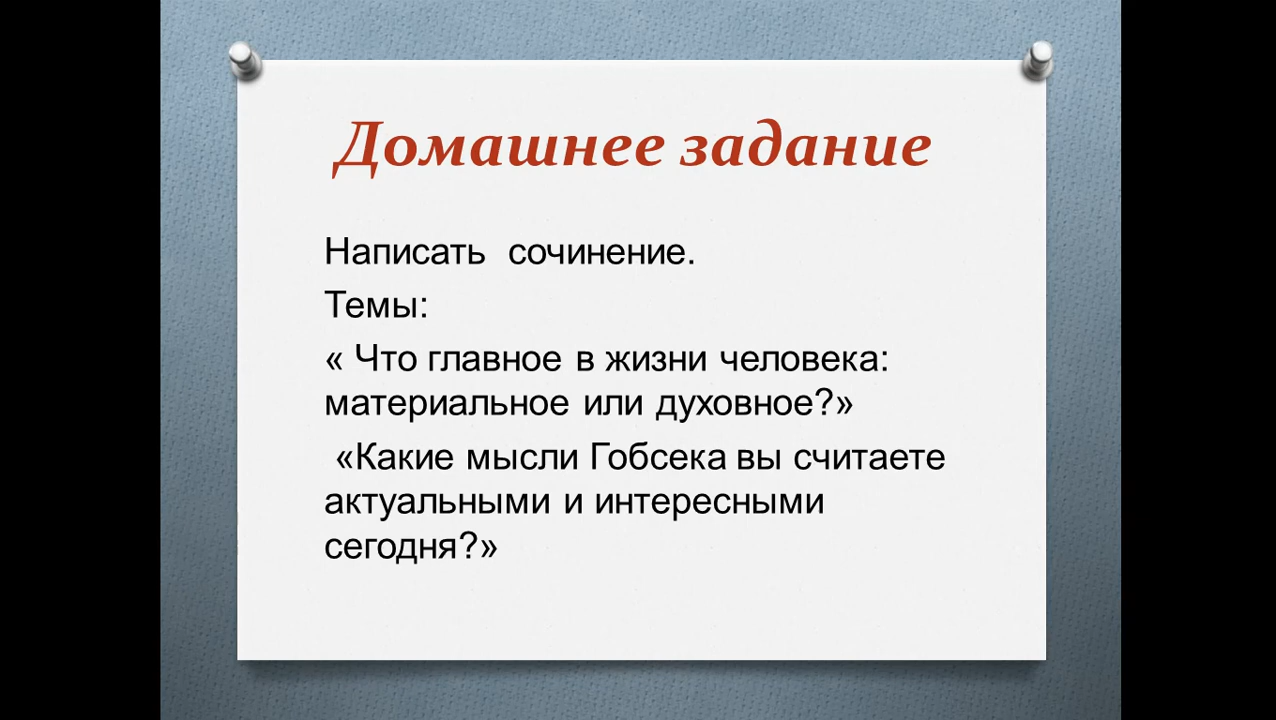 Домашнее задание
Написать  сочинение.
Темы:
« Что главное в жизни человека:
материальное или духовное?»
«Какие мысли Гобсека вы считаете
актуальными и интересными
сегодня?»